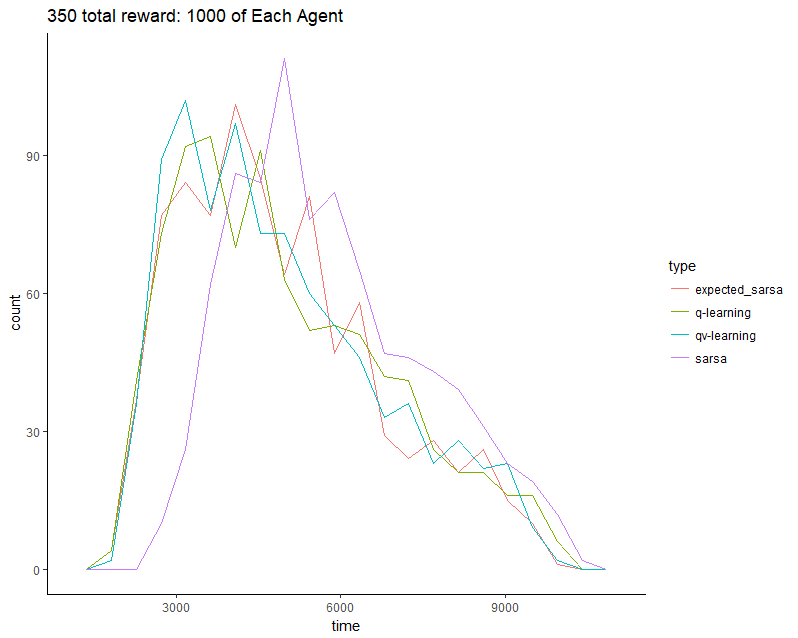 350 total reward: 1000 of Each Agent
90
60
30
0
count
3000 6000 9000
time
type
expected_sarsa
q-learning
qv-learning
sarsa